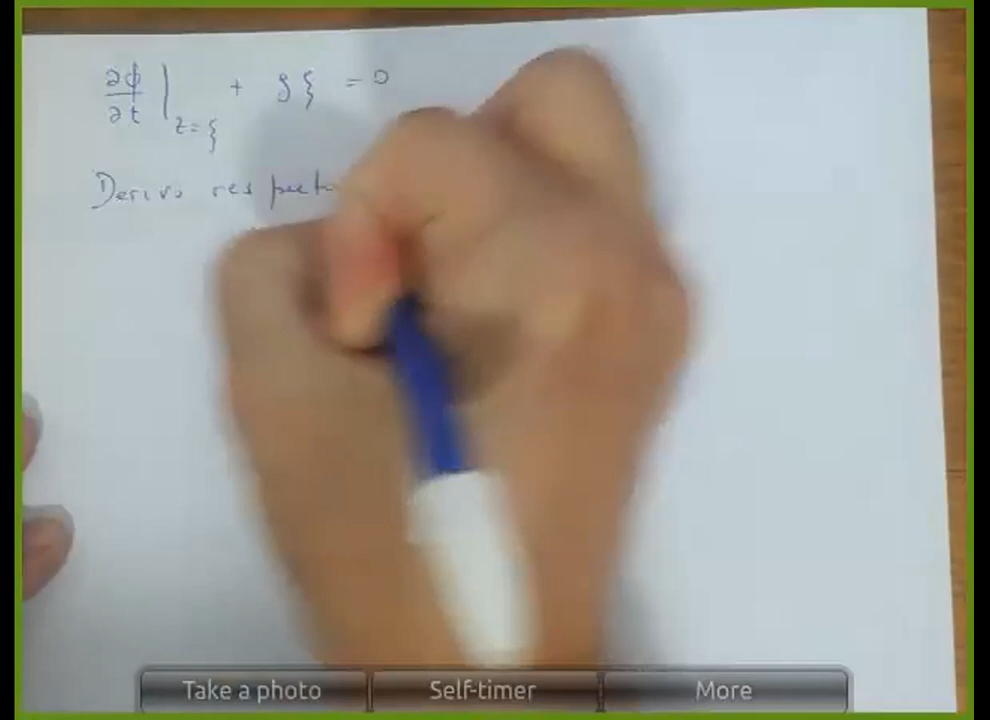 ∂ϕ/∂t |z=ξ + gξ = 0
Derivo respecto
Take a photo Self-timer More